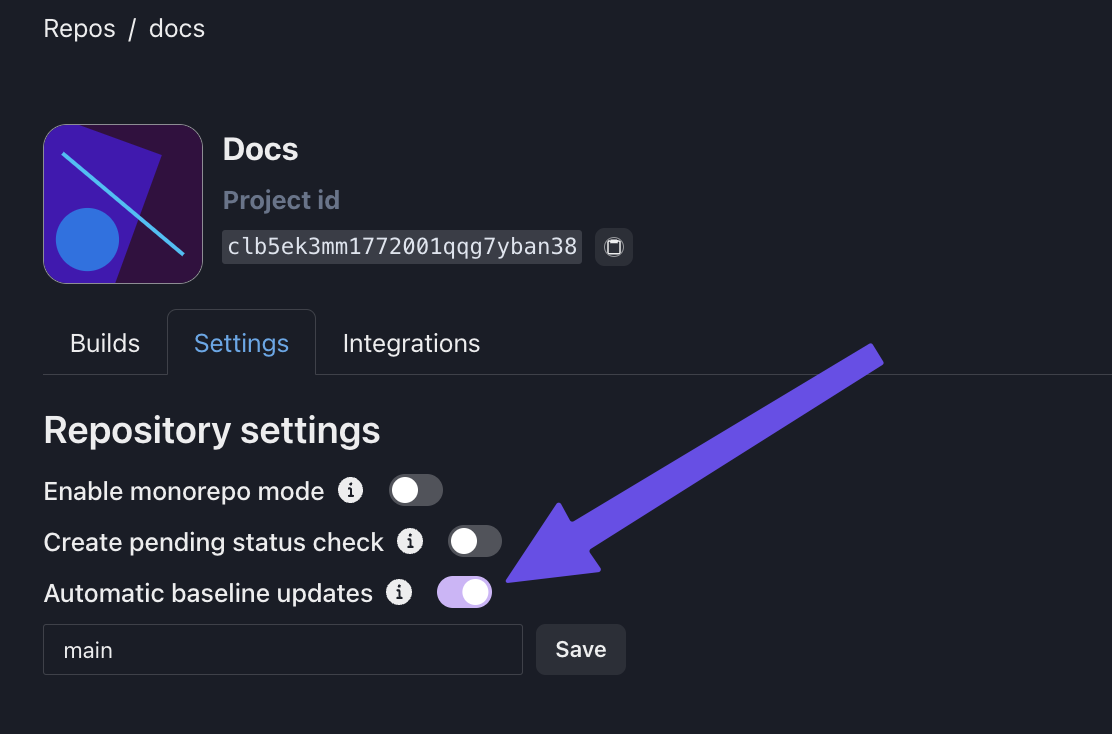 Repos / docs
Docs
Project id
clb5ek3mm1772001qqg7yban38
Builds Settings Integrations
Repository settings
Enable monorepo mode i
Create pending status check i
Automatic baseline updates i
main Save